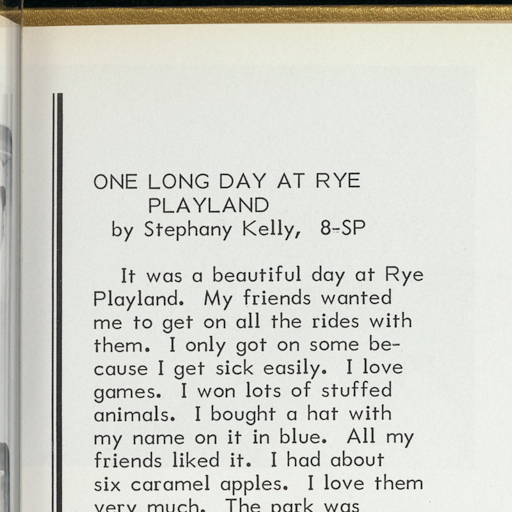 ONE LONG DAY AT RYE
PLAYLAND
by Stephany Kelly, 8-SP
It was a beautiful day at Rye
Playland. My friends wanted
me to get on all the rides with
them. I only got on some be-
cause I get sick easily. I love
games. I won lots of stuffed
animals. I bought a hat with
my name on it in blue. All my
friends liked it. I had about
six caramel apples. I love them
very much. The park was